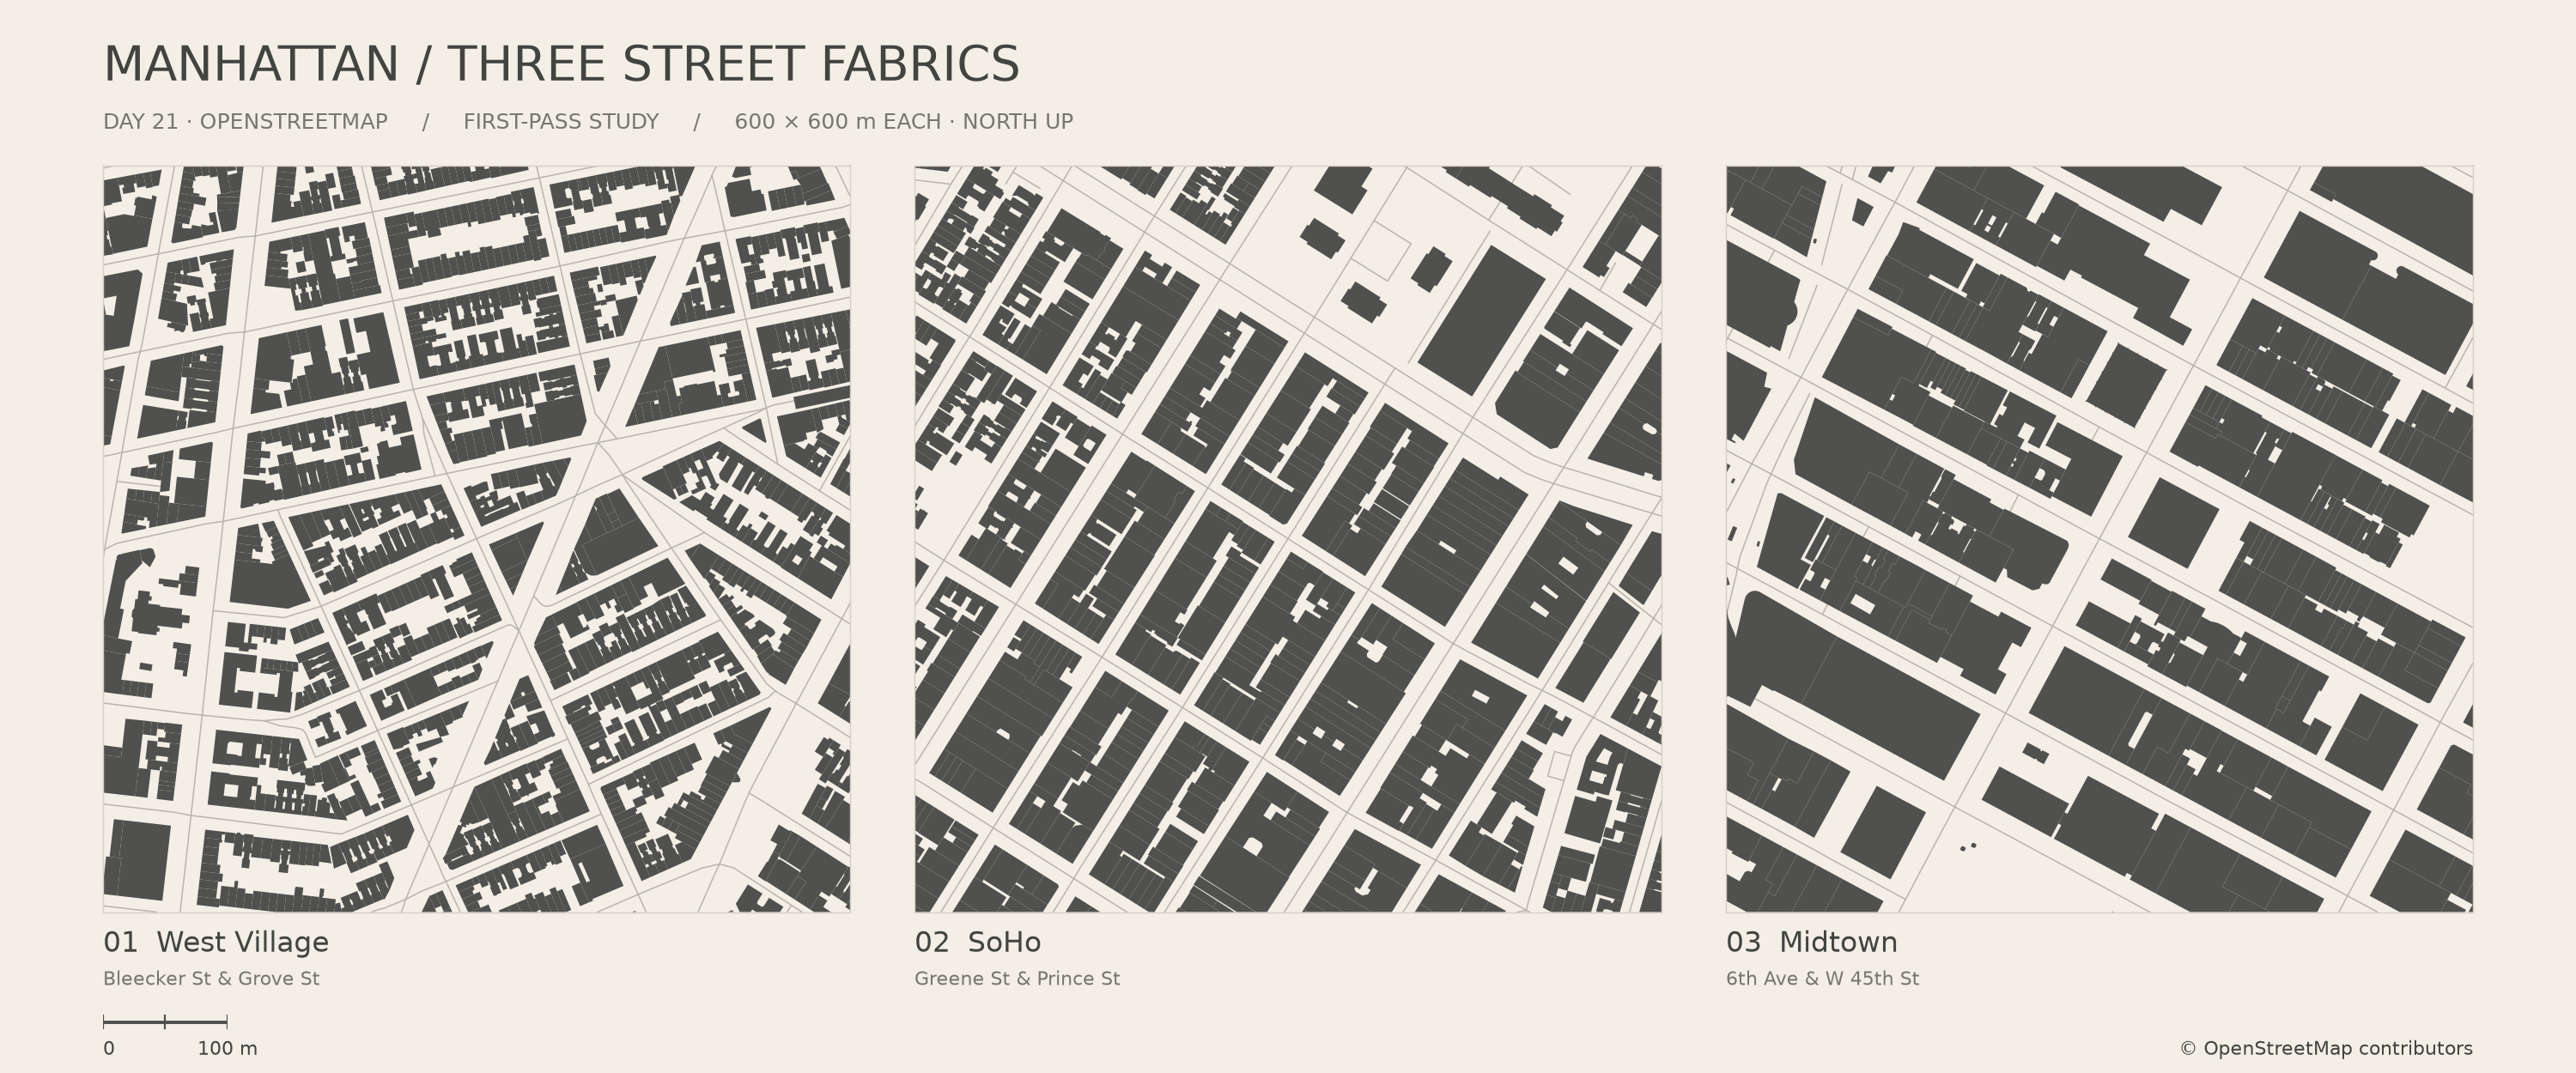 MANHATTAN / THREE STREET FABRICS
DAY 21 · OPENSTREETMAP / FIRST-PASS STUDY / 600 × 600 m EACH · NORTH UP
01 West Village
Bleecker St & Grove St
02 SoHo
Greene St & Prince St
03 Midtown
6th Ave & W 45th St
0 100 m
© OpenStreetMap contributors